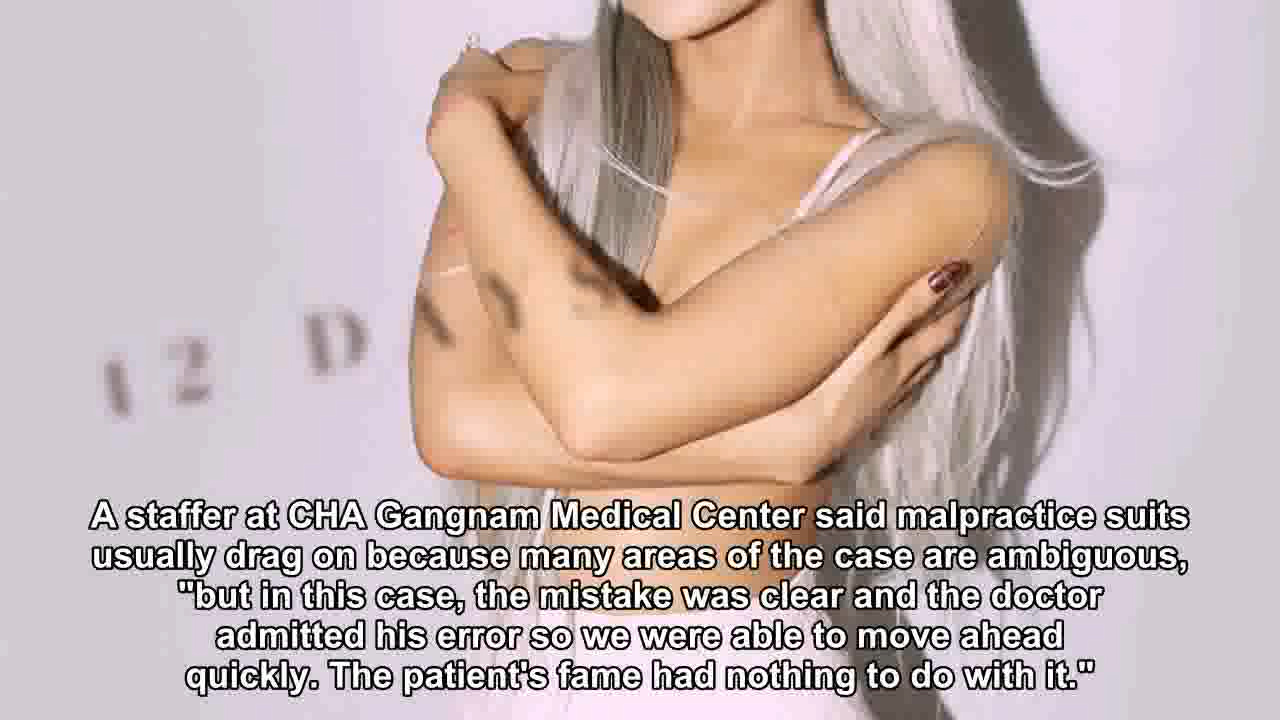 12 D
A staffer at CHA Gangnam Medical Center said malpractice suits
usually drag on because many areas of the case are ambiguous,
"but in this case, the mistake was clear and the doctor
admitted his error so we were able to move ahead
quickly. The patient's fame had nothing to do with it."